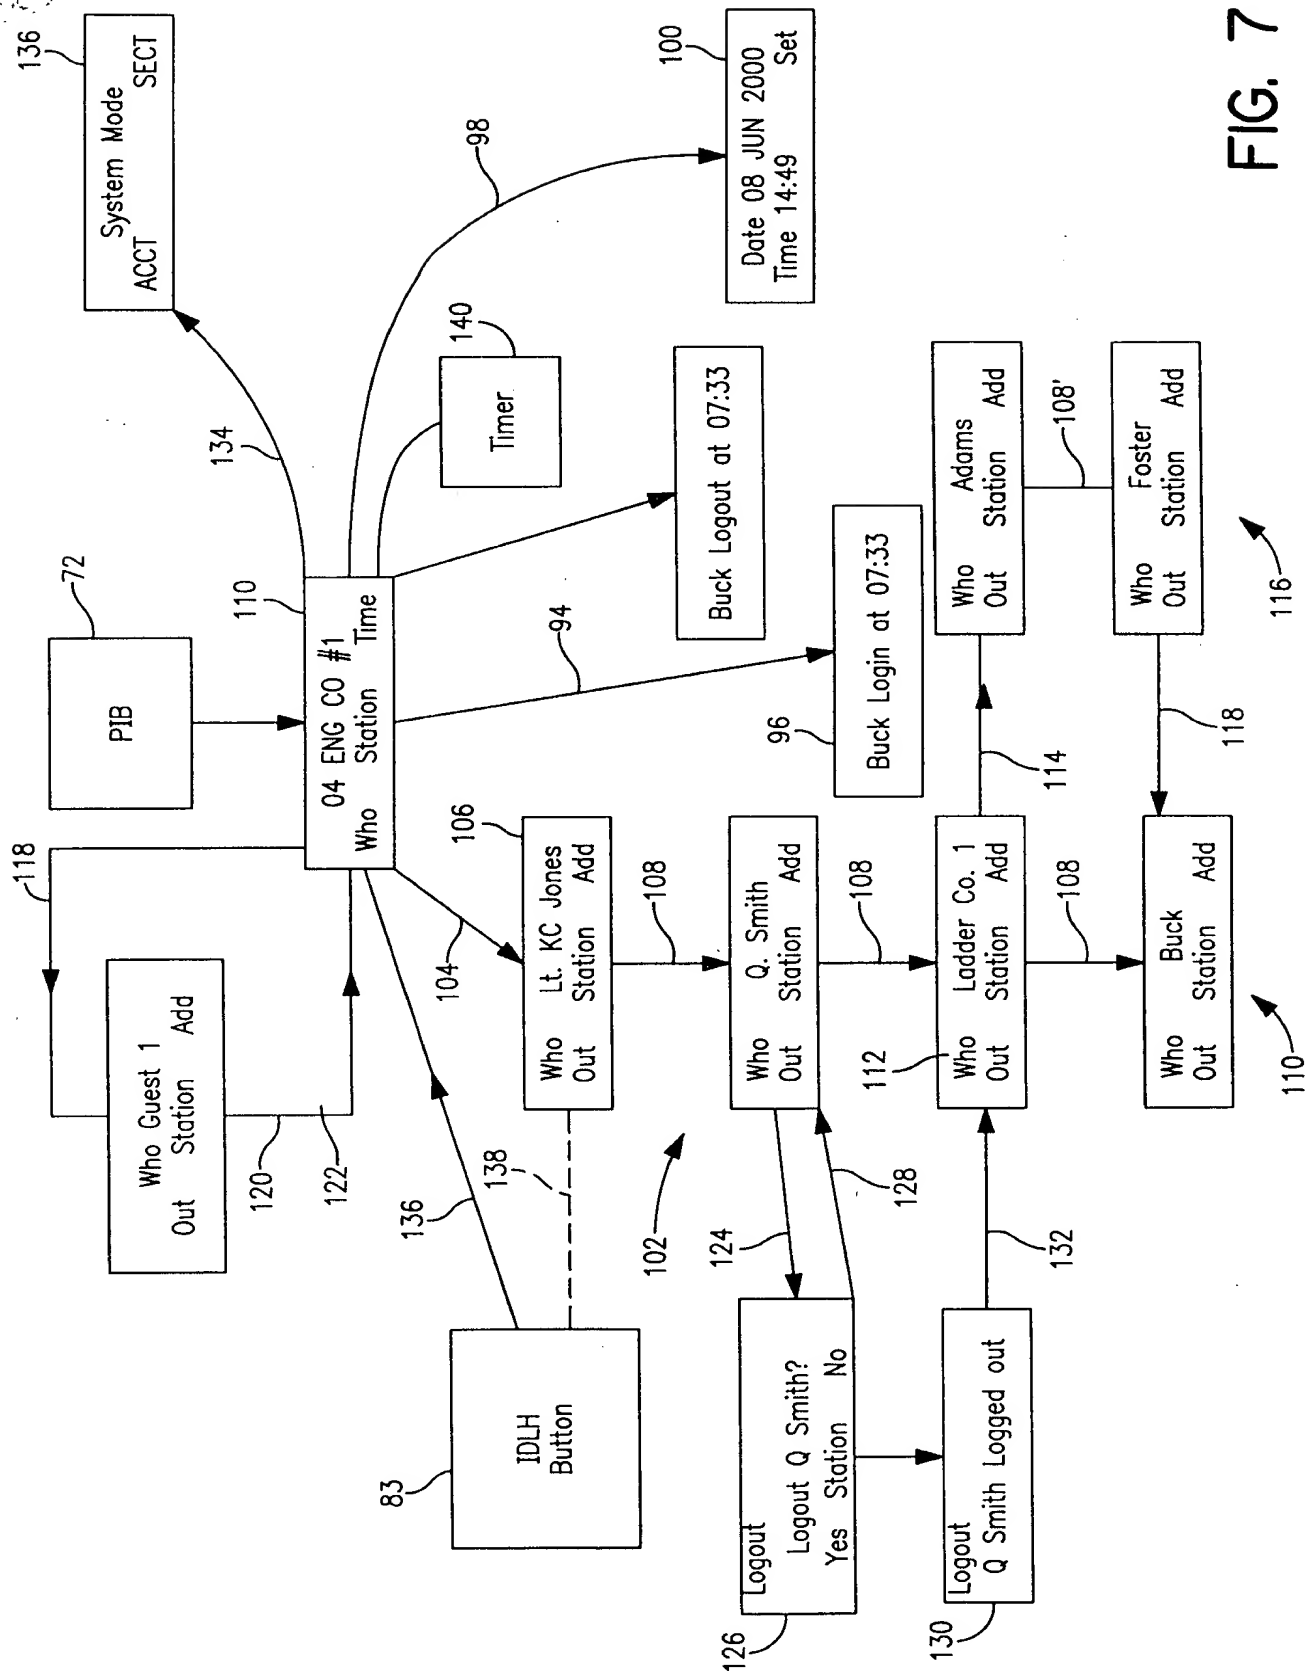 136
System Mode
ACCT SECT
134
98
100
Date 08 JUN 2000
Time 14:49 Set
72
PIB
110
04 ENG CO #1
Who Station Time
140
Timer
118
Who Guest 1
Out Station Add
120
122
94
96
Buck Login at 07:33
Buck Logout at 07:33
83
IDLH
Button
136
138
104
106
Who Lt. KC Jones
Out Station Add
102
108
Who Q. Smith
Out Station Add
124
128
126
Logout
Logout Q Smith?
Yes Station No
130
Logout
Q Smith Logged out
132
108
112
Who Ladder Co. 1
Out Station Add
114
Who Adams
Out Station Add
108'
Who Foster
Out Station Add
116
118
108
Who Buck
Out Station Add
110
FIG. 7